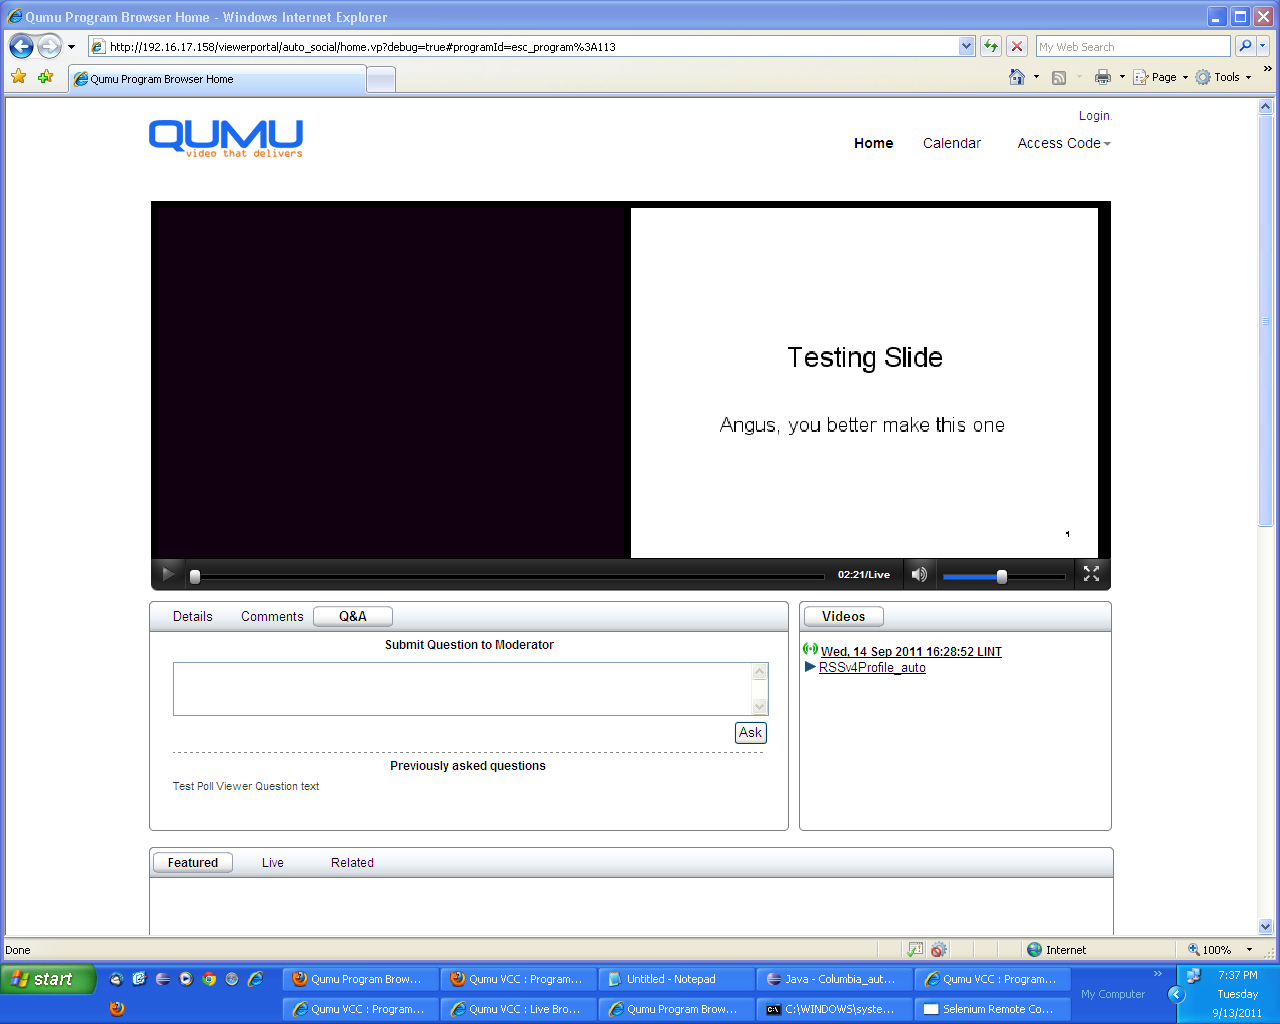 Qumu Program Browser Home - Windows Internet Explorer
http://192.16.17.158/viewerportal/auto_social/home.vp?debug=true#programId=esc_program%3A113
My Web Search
Qumu Program Browser Home
Page
Tools
Login
QUMU
video that delivers
Home Calendar Access Code
Testing Slide
Angus, you better make this one
1
02:21/Live
Details Comments Q&A
Submit Question to Moderator
Ask
Previously asked questions
Test Poll Viewer Question text
Videos
Wed, 14 Sep 2011 16:28:52 LINT
RSSv4Profile_auto
Featured Live Related
Done
Internet
100%
start
Qumu Program Brow...
Qumu VCC : Program...
Untitled - Notepad
Java - Columbia_aut...
Qumu VCC : Program...
Qumu VCC : Program...
Qumu VCC : Live Bro...
Qumu Program Brow...
C:\WINDOWS\syste...
Selenium Remote Co...
My Computer
7:37 PM
Tuesday
9/13/2011